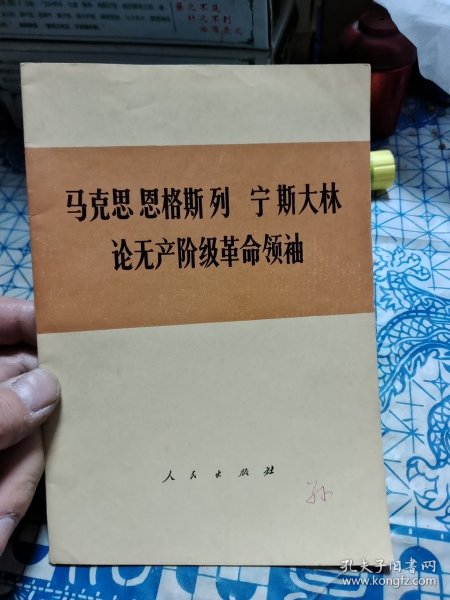 马克思 恩格斯 列 宁 斯大林
论无产阶级革命领袖
人民出版社
孔夫子旧书网
www.kongfz.com